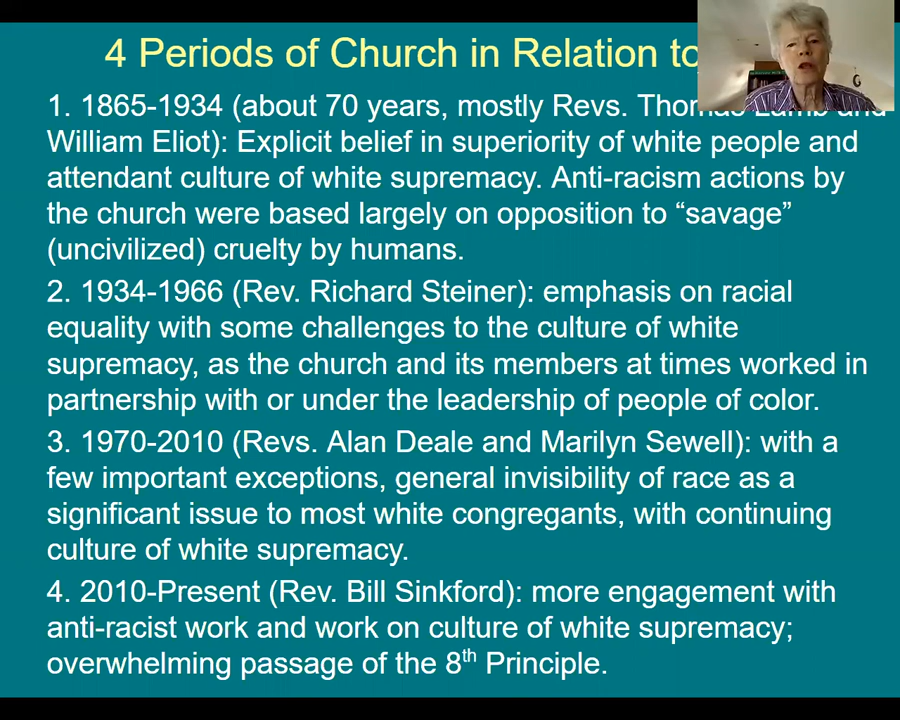 4 Periods of Church in Relation to
1. 1865-1934 (about 70 years, mostly Revs. Thomas Lamb and
William Eliot): Explicit belief in superiority of white people and
attendant culture of white supremacy. Anti-racism actions by
the church were based largely on opposition to “savage”
(uncivilized) cruelty by humans.
2. 1934-1966 (Rev. Richard Steiner): emphasis on racial
equality with some challenges to the culture of white
supremacy, as the church and its members at times worked in
partnership with or under the leadership of people of color.
3. 1970-2010 (Revs. Alan Deale and Marilyn Sewell): with a
few important exceptions, general invisibility of race as a
significant issue to most white congregants, with continuing
culture of white supremacy.
4. 2010-Present (Rev. Bill Sinkford): more engagement with
anti-racist work and work on culture of white supremacy;
overwhelming passage of the 8th Principle.